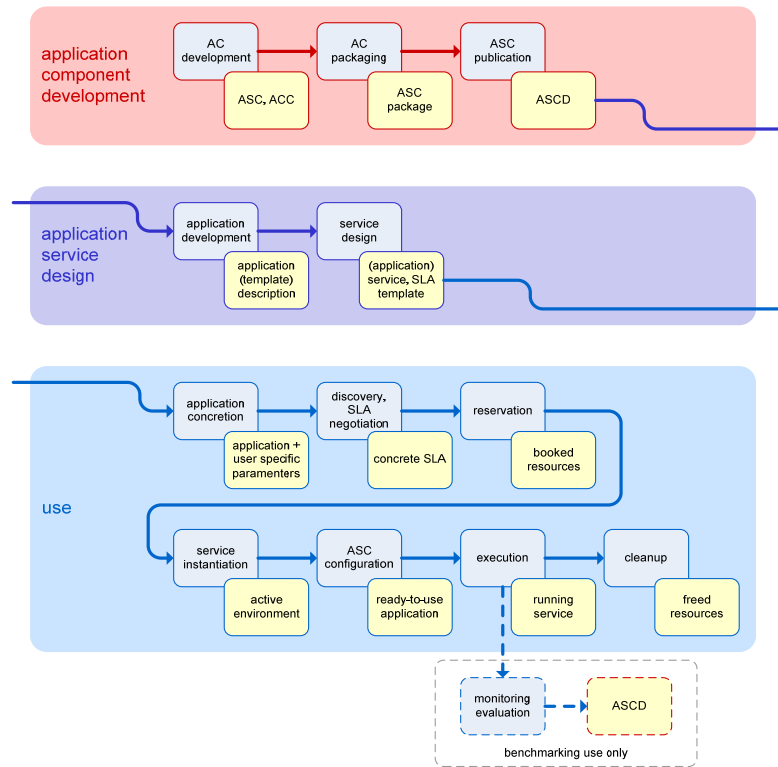 application
component
development
AC
development
AC
packaging
ASC
publication
ASC, ACC
ASC
package
ASCD
application
service
design
application
development
service
design
application
(template)
description
(application)
service, SLA
template
use
application
concretion
discovery,
SLA
negotiation
reservation
application +
user specific
paramenters
concrete SLA
booked
resources
service
instantiation
ASC
configuration
execution
cleanup
active
environment
ready-to-use
application
running
service
freed
resources
monitoring
evaluation
ASCD
benchmarking use only